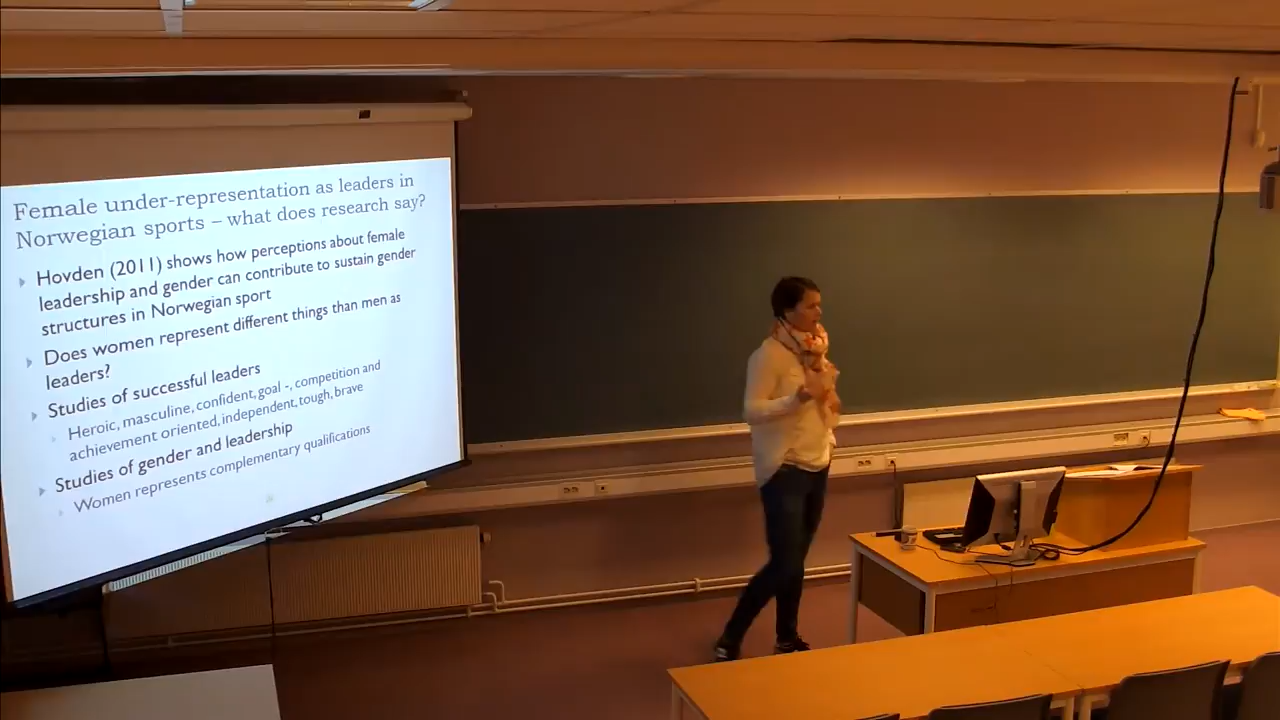 Female under-representation as leaders in
Norwegian sports – what does research say?
Hovden (2011) shows how perceptions about female
leadership and gender can contribute to sustain gender
structures in Norwegian sport
Does women represent different things than men as
leaders?
Studies of successful leaders
Heroic, masculine, confident, goal -, competition and
achievement oriented, independent, tough, brave
Studies of gender and leadership
Women represents complementary qualifications